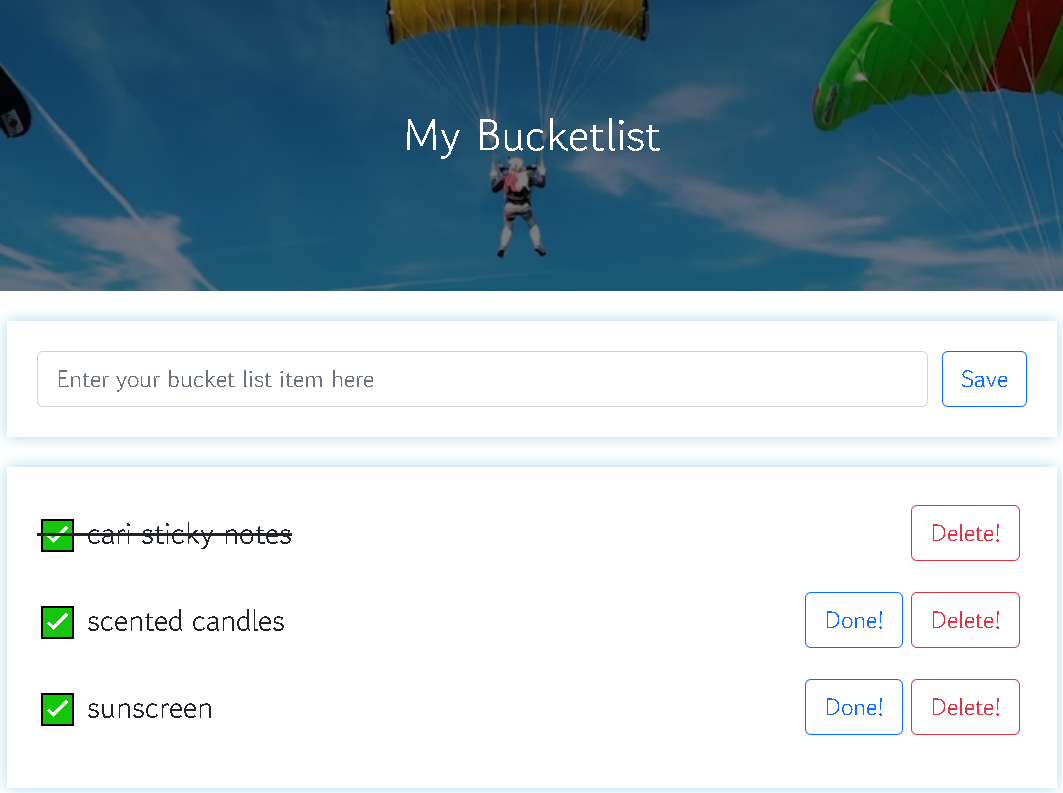 My Bucketlist
Enter your bucket list item here
Save
cari sticky notes
Delete!
scented candles
Done!
Delete!
sunscreen
Done!
Delete!